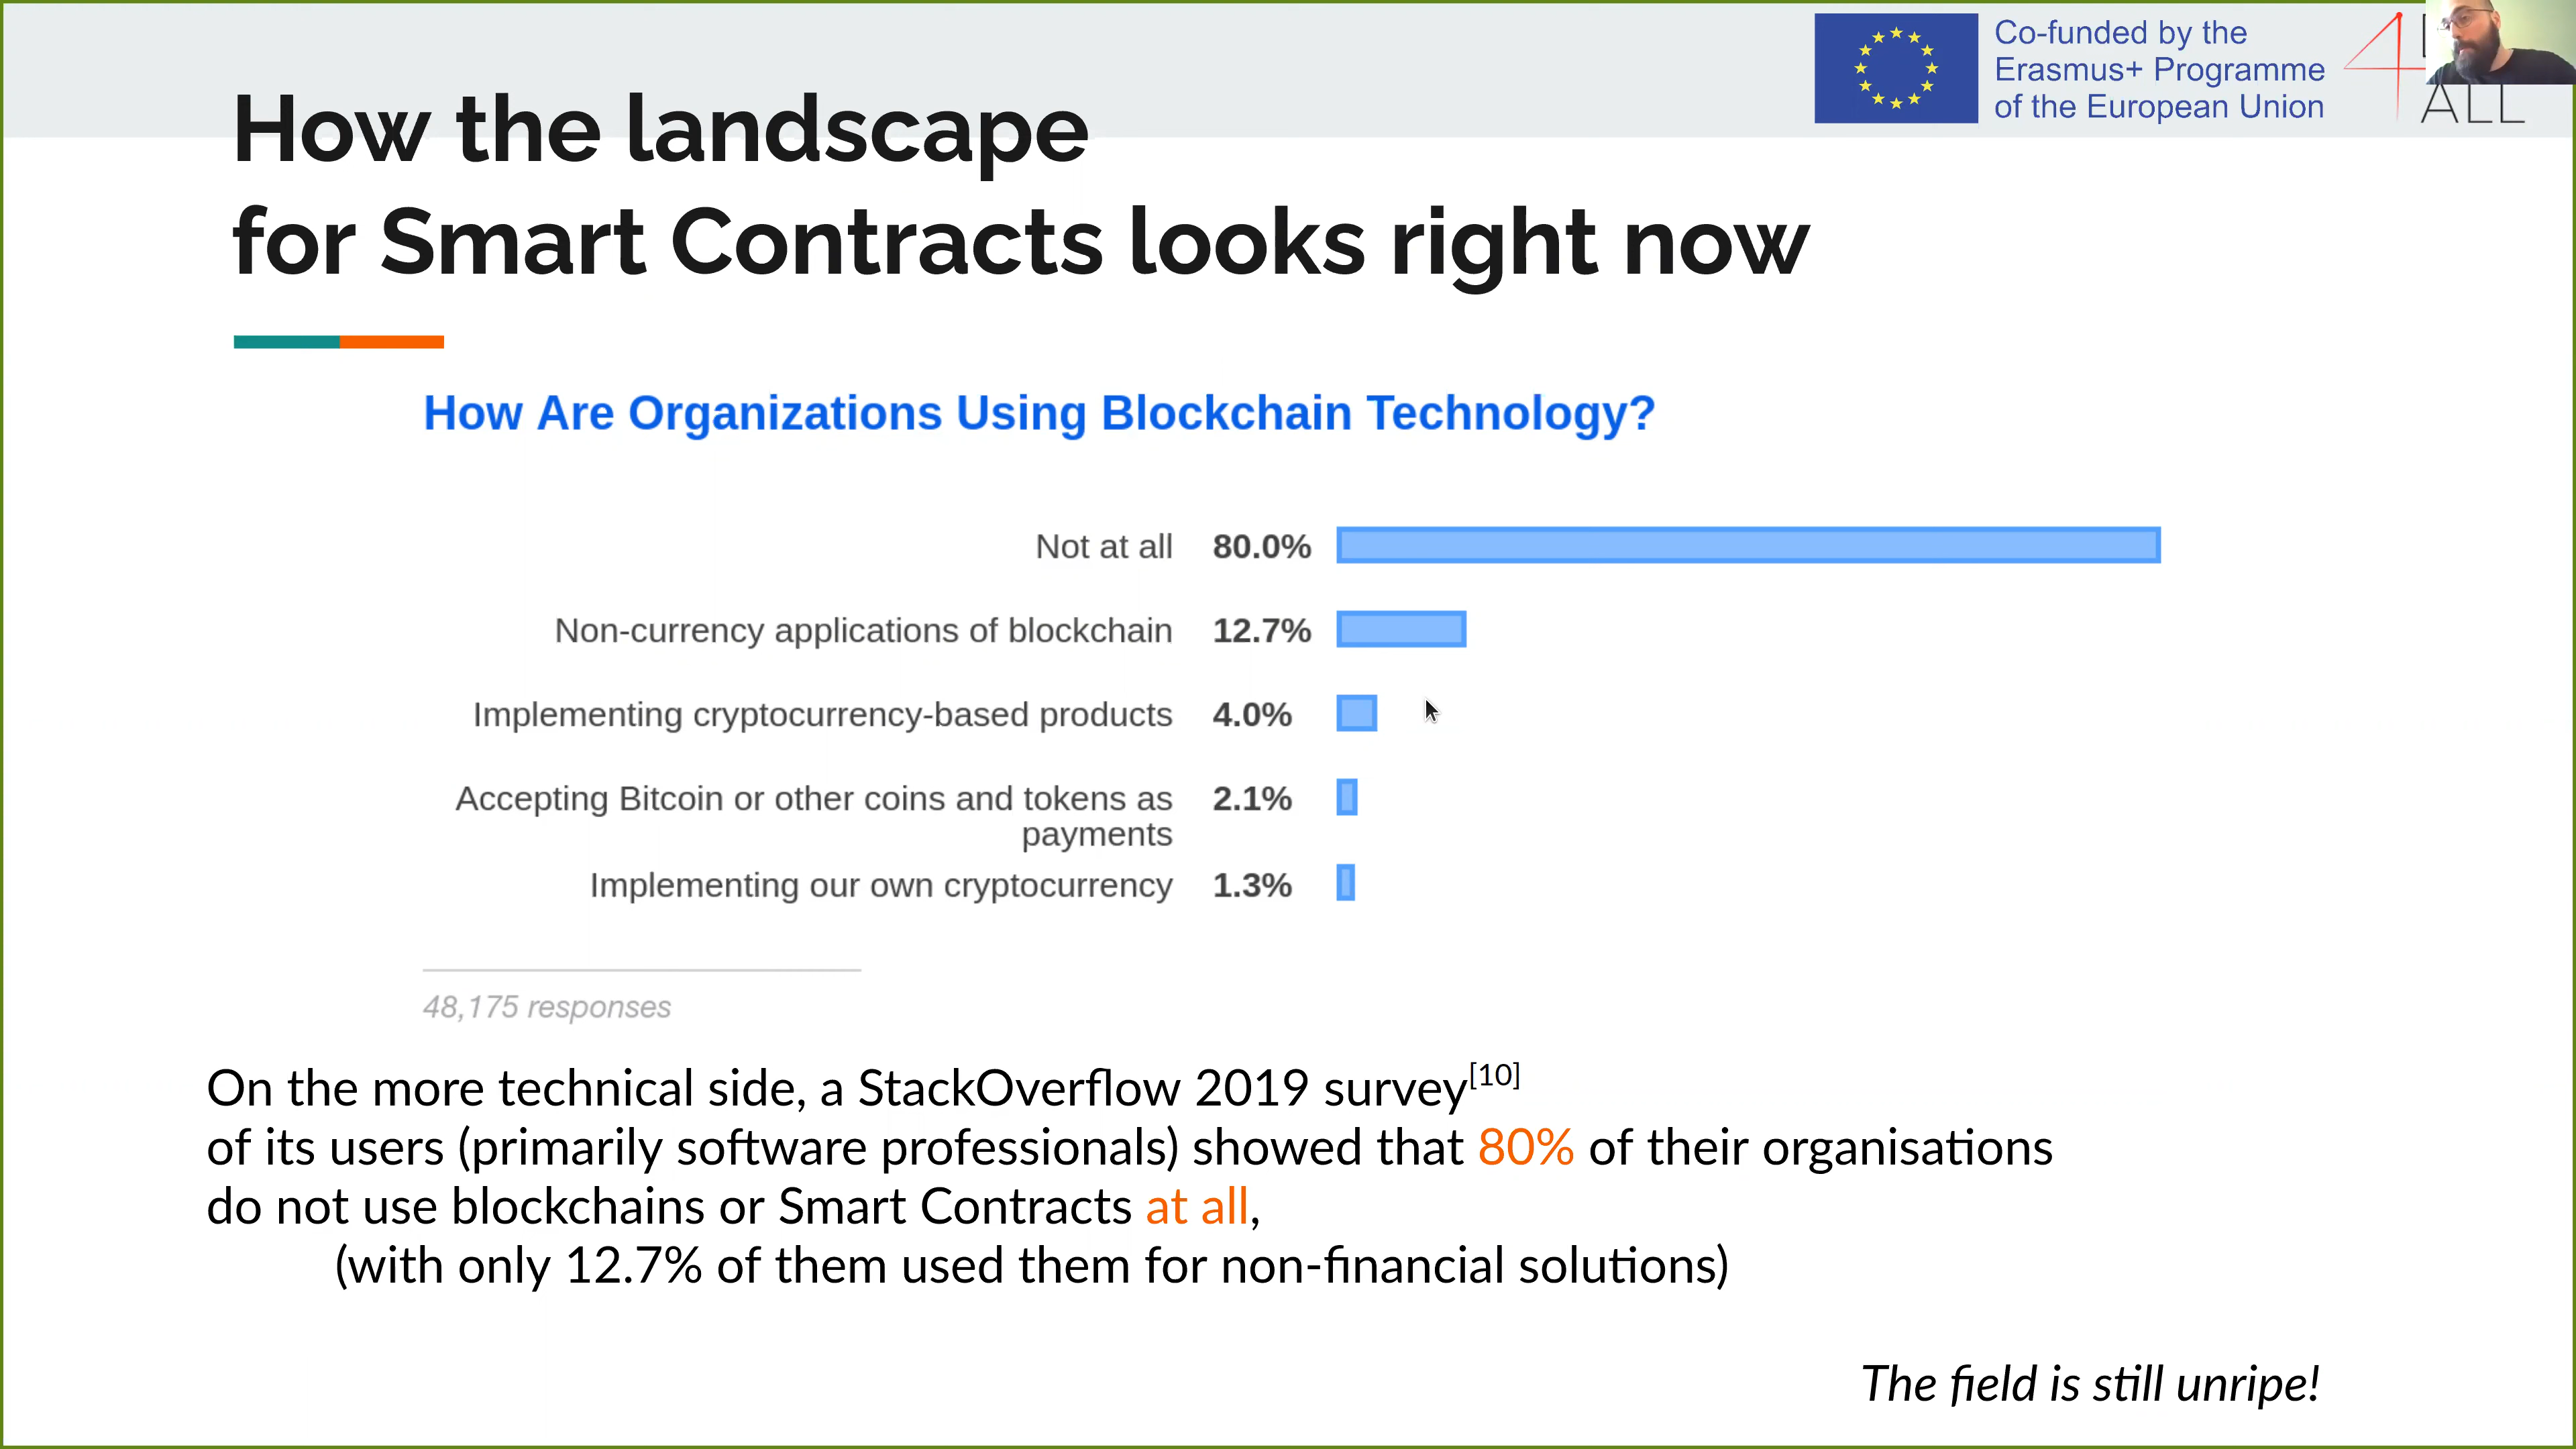 Co-funded by the
Erasmus+ Programme
of the European Union
4
ALL
How the landscape
for Smart Contracts looks right now
How Are Organizations Using Blockchain Technology?
Not at all 80.0%
Non-currency applications of blockchain 12.7%
Implementing cryptocurrency-based products 4.0%
Accepting Bitcoin or other coins and tokens as 2.1%
payments
Implementing our own cryptocurrency 1.3%
48,175 responses
On the more technical side, a StackOverflow 2019 survey[10]
of its users (primarily software professionals) showed that 80% of their organisations
do not use blockchains or Smart Contracts at all,
(with only 12.7% of them used them for non-financial solutions)
The field is still unripe!